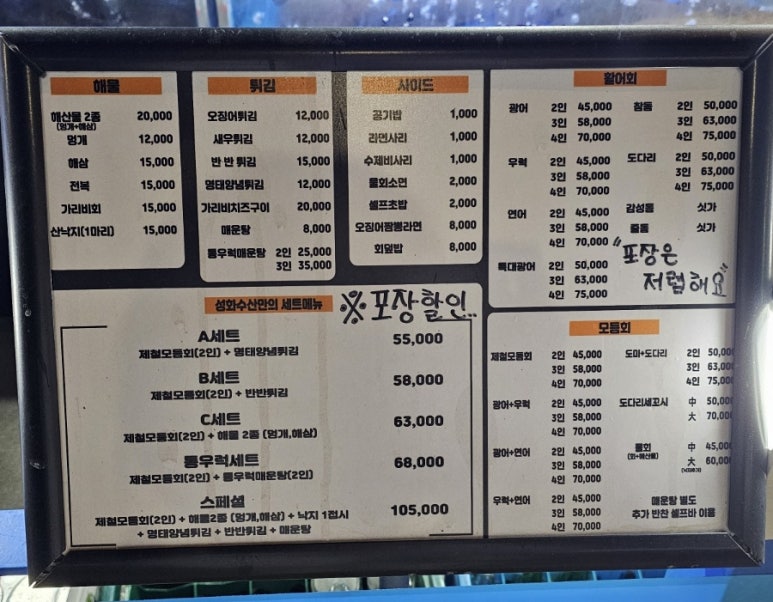 해물
해산물 2종 20,000
(멍개+해삼)
멍개 12,000
해삼 15,000
전복 15,000
가리비회 15,000
산낙지(1마리) 15,000
튀김
오징어튀김 12,000
새우튀김 12,000
반 반 튀김 15,000
명태양념튀김 12,000
가리비치즈구이 20,000
매운탕 8,000
통우럭매운탕 2인 25,000
3인 35,000
사이드
공기밥 1,000
라면사리 1,000
수제비사리 1,000
물회소면 2,000
셀프초밥 2,000
오징어짬뽕라면 8,000
회덮밥 8,000
활어회
광어 2인 45,000
3인 58,000
4인 70,000
우럭 2인 45,000
3인 58,000
4인 70,000
연어 2인 45,000
3인 58,000
4인 70,000
특대광어 2인 50,000
3인 63,000
4인 75,000
참돔 2인 50,000
3인 63,000
4인 75,000
도다리 2인 50,000
3인 63,000
4인 75,000
감성돔 싯가
줄돔 싯가
"포장은
저렴해요"
성화수산만의 세트메뉴
※포장할인..
A세트 55,000
제철모듬회(2인) + 명태양념튀김
B세트 58,000
제철모듬회(2인) + 반반튀김
C세트 63,000
제철모듬회(2인) + 해물 2종 (멍개,해삼)
통우럭세트 68,000
제철모듬회(2인) + 통우럭매운탕(2인)
스페셜 105,000
제철모듬회(2인) + 해물2종 (멍개,해삼) + 낙지 1접시
+ 명태양념튀김 + 반반튀김 + 매운탕
모듬회
제철모듬회 2인 45,000
3인 58,000
4인 70,000
광어+우럭 2인 45,000
3인 58,000
4인 70,000
광어+연어 2인 45,000
3인 58,000
4인 70,000
우럭+연어 2인 45,000
3인 58,000
4인 70,000
도미+도다리 2인 50,000
3인 63,000
4인 75,000
도다리세꼬시 中 50,000
大 70,000
물회 中 45,000
(회+해산물) 大 60,000
매운탕 별도
추가 반찬 셀프바 이용